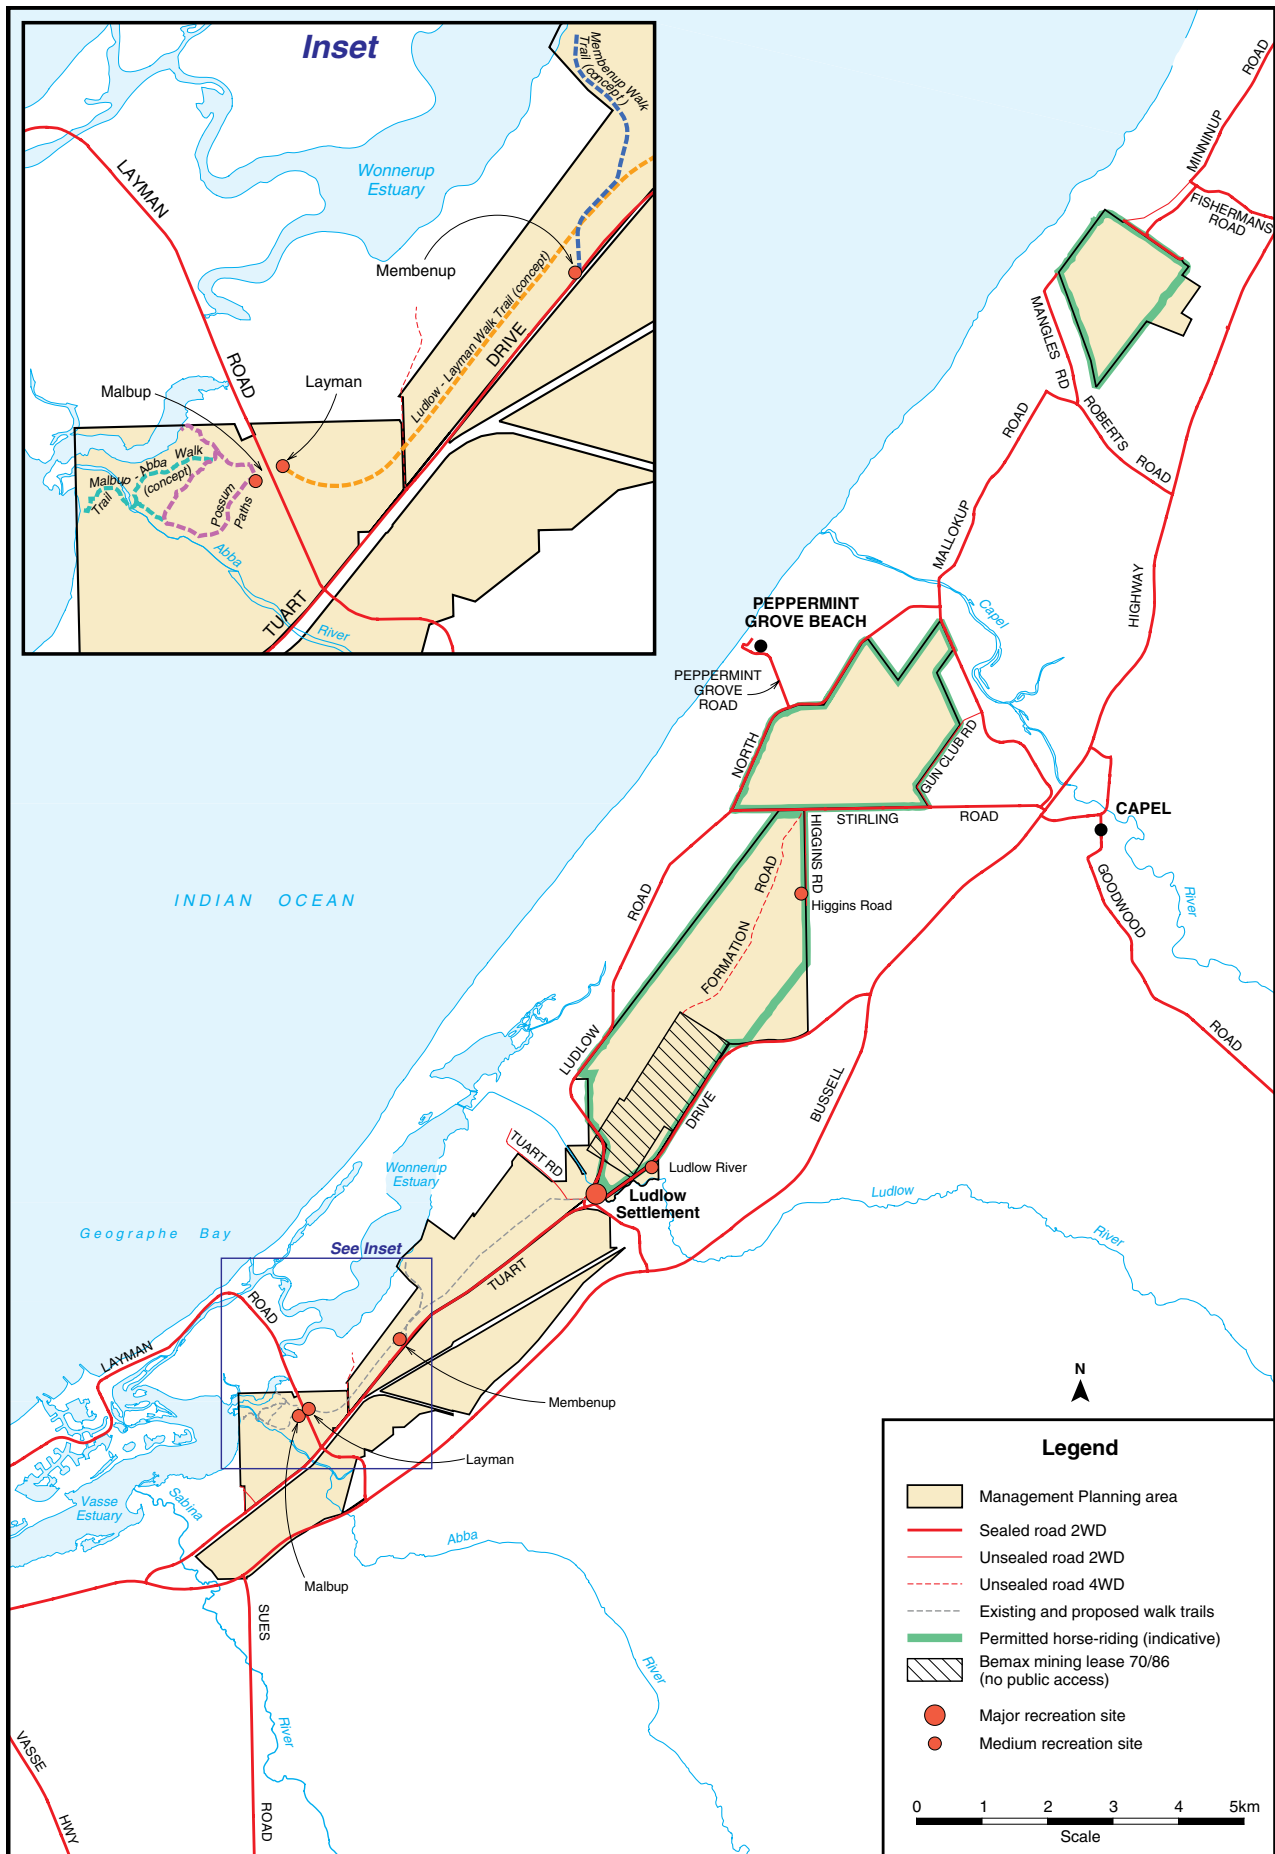 Inset
Membenup Walk
Trail (concept)
Wonnerup
Estuary
LAYMAN
ROAD
Membenup
Ludlow - Layman Walk Trail (concept)
DRIVE
Malbup
Layman
Malbup - Abba Walk
Trail
(concept)
Possum
Paths
Abba
River
TUART
ROAD
MINNINUP
FISHERMANS
ROAD
MANGLES RD
ROBERTS
ROAD
ROAD
MALLOKUP
HIGHWAY
Capel
PEPPERMINT
GROVE BEACH
PEPPERMINT
GROVE
ROAD
NORTH
GUN CLUB RD
STIRLING
ROAD
CAPEL
HIGGINS RD
ROAD
FORMATION
Higgins Road
GOODWOOD
ROAD
River
INDIAN OCEAN
ROAD
LUDLOW
BUSSELL
DRIVE
TUART RD
Ludlow River
Ludlow
Settlement
Wonnerup
Estuary
Ludlow
River
Geographe Bay
See Inset
TUART
ROAD
LAYMAN
Membenup
Layman
Malbup
Vasse
Estuary
Sabina
River
Abba
River
SUES
ROAD
VASSE
HWY
N
Legend
Management Planning area
Sealed road 2WD
Unsealed road 2WD
Unsealed road 4WD
Existing and proposed walk trails
Permitted horse-riding (indicative)
Bemax mining lease 70/86
(no public access)
Major recreation site
Medium recreation site
0 1 2 3 4 5km
Scale